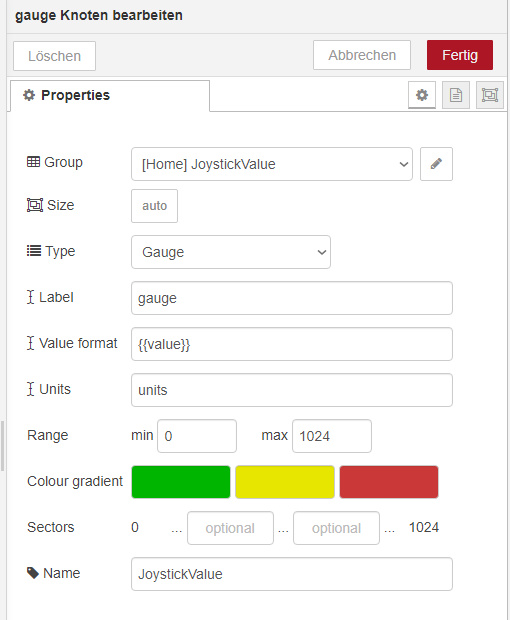 gauge Knoten bearbeiten
Löschen Abbrechen Fertig
Properties
Group [Home] JoystickValue
Size auto
Type Gauge
Label gauge
Value format {{value}}
Units units
Range min 0 max 1024
Colour gradient
Sectors 0 ... optional ... optional ... 1024
Name JoystickValue